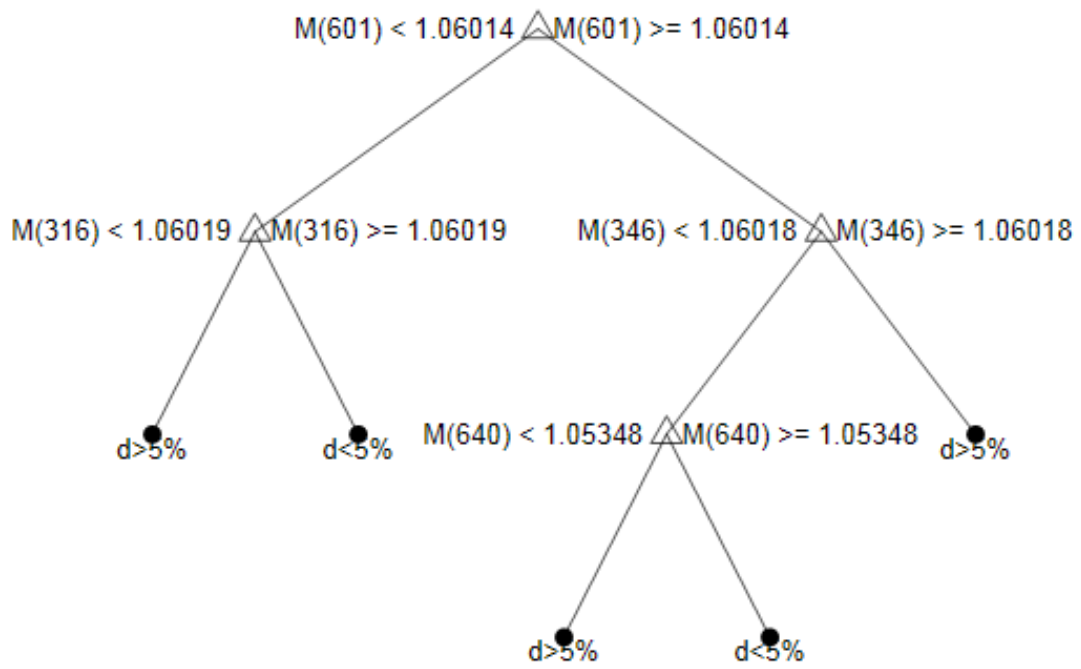 M(601) < 1.06014 M(601) >= 1.06014
M(316) < 1.06019 M(316) >= 1.06019 M(346) < 1.06018 M(346) >= 1.06018
d>5% d<5% M(640) < 1.05348 M(640) >= 1.05348 d>5%
d>5% d<5%